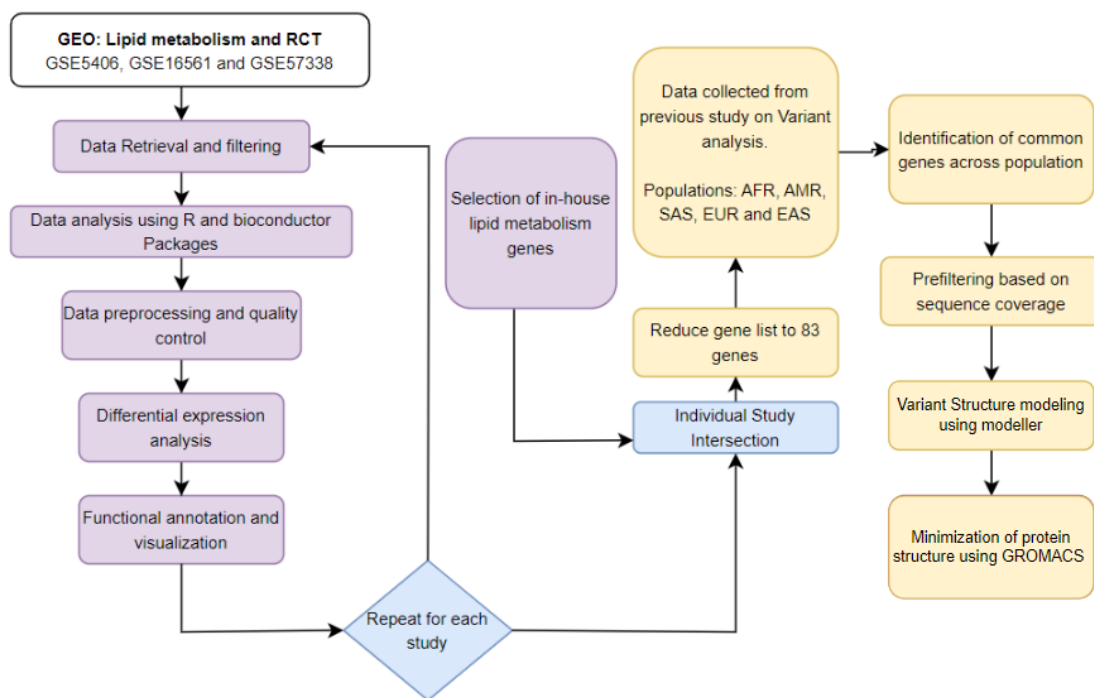 GEO: Lipid metabolism and RCT
GSE5406, GSE16561 and GSE57338
Data Retrieval and filtering
Data analysis using R and bioconductor
Packages
Data preprocessing and quality
control
Differential expression
analysis
Functional annotation and
visualization
Repeat for each
study
Selection of in-house
lipid metabolism
genes
Individual Study
Intersection
Reduce gene list to 83
genes
Data collected from
previous study on Variant
analysis.
Populations: AFR, AMR,
SAS, EUR and EAS
Identification of common
genes across population
Prefiltering based on
sequence coverage
Variant Structure modeling
using modeller
Minimization of protein
structure using GROMACS